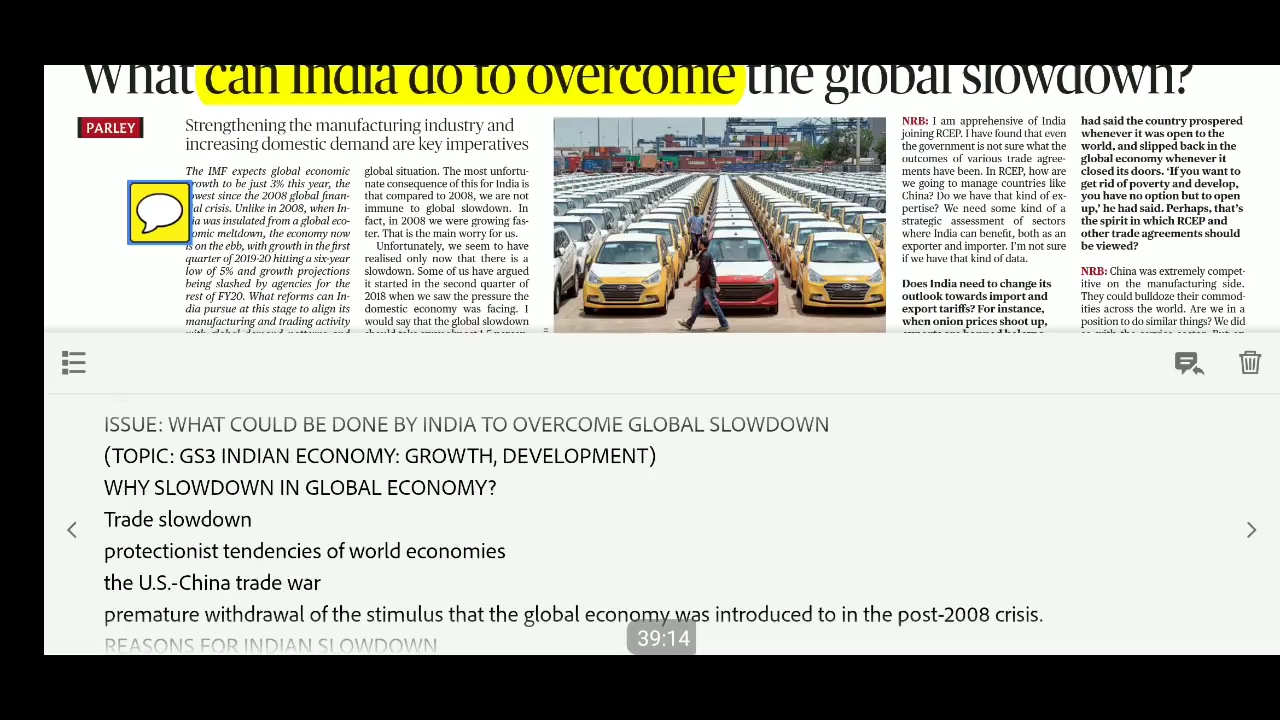 What can India do to overcome the global slowdown?
PARLEY
Strengthening the manufacturing industry and
increasing domestic demand are key imperatives
The IMF expects global economic
growth to be just 3% this year, the
lowest since the 2008 global finan-
cial crisis. Unlike in 2008, when In-
dia was insulated from a global eco-
nomic meltdown, the economy now
is on the ebb, with growth in the first
quarter of 2019-20 hitting a six-year
low of 5% and growth projections
being slashed by agencies for the
rest of FY20. What reforms can In-
dia pursue at this stage to align its
manufacturing and trading activity
global situation. The most unfortu-
nate consequence of this for India is
that compared to 2008, we are not
immune to global slowdown. In
fact, in 2008 we were growing fas-
ter. That is the main worry for us.
Unfortunately, we seem to have
realised only now that there is a
slowdown. Some of us have argued
it started in the second quarter of
2018 when we saw the pressure the
domestic economy was facing. I
would say that the global slowdown
NRB: I am apprehensive of India
joining RCEP. I have found that even
the government is not sure what the
outcomes of various trade agree-
ments have been. In RCEP, how are
we going to manage countries like
China? Do we have that kind of ex-
pertise? We need some kind of a
strategic assessment of sectors
where India can benefit, both as an
exporter and importer. I'm not sure
if we have that kind of data.
Does India need to change its
outlook towards import and
export tariffs? For instance,
when onion prices shoot up,
had said the country prospered
whenever it was open to the
world, and slipped back in the
global economy whenever it
closed its doors. 'If you want to
get rid of poverty and develop,
you have no option but to open
up,' he had said. Perhaps, that's
the spirit in which RCEP and
other trade agreements should
be viewed?
NRB: China was extremely compet-
itive on the manufacturing side.
They could bulldoze their commod-
ities across the world. Are we in a
position to do similar things? We did
ISSUE: WHAT COULD BE DONE BY INDIA TO OVERCOME GLOBAL SLOWDOWN
(TOPIC: GS3 INDIAN ECONOMY: GROWTH, DEVELOPMENT)
WHY SLOWDOWN IN GLOBAL ECONOMY?
Trade slowdown
protectionist tendencies of world economies
the U.S.-China trade war
premature withdrawal of the stimulus that the global economy was introduced to in the post-2008 crisis.
REASONS FOR INDIAN SLOWDOWN
39:14